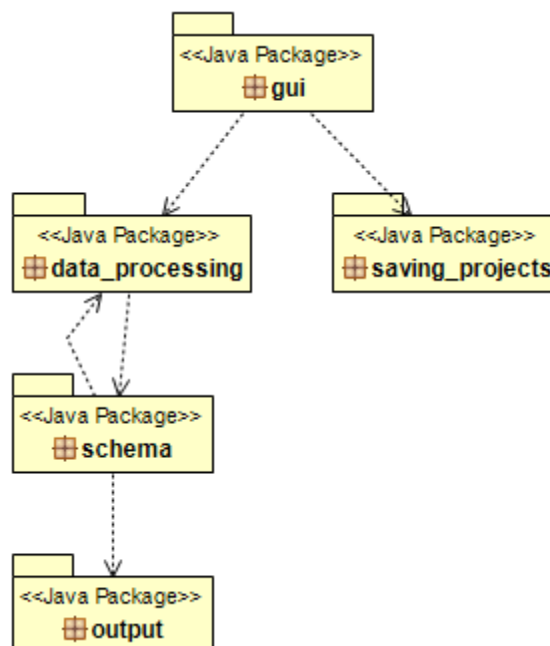 <<Java Package>>
gui
<<Java Package>>
data_processing
<<Java Package>>
saving_projects
<<Java Package>>
schema
<<Java Package>>
output